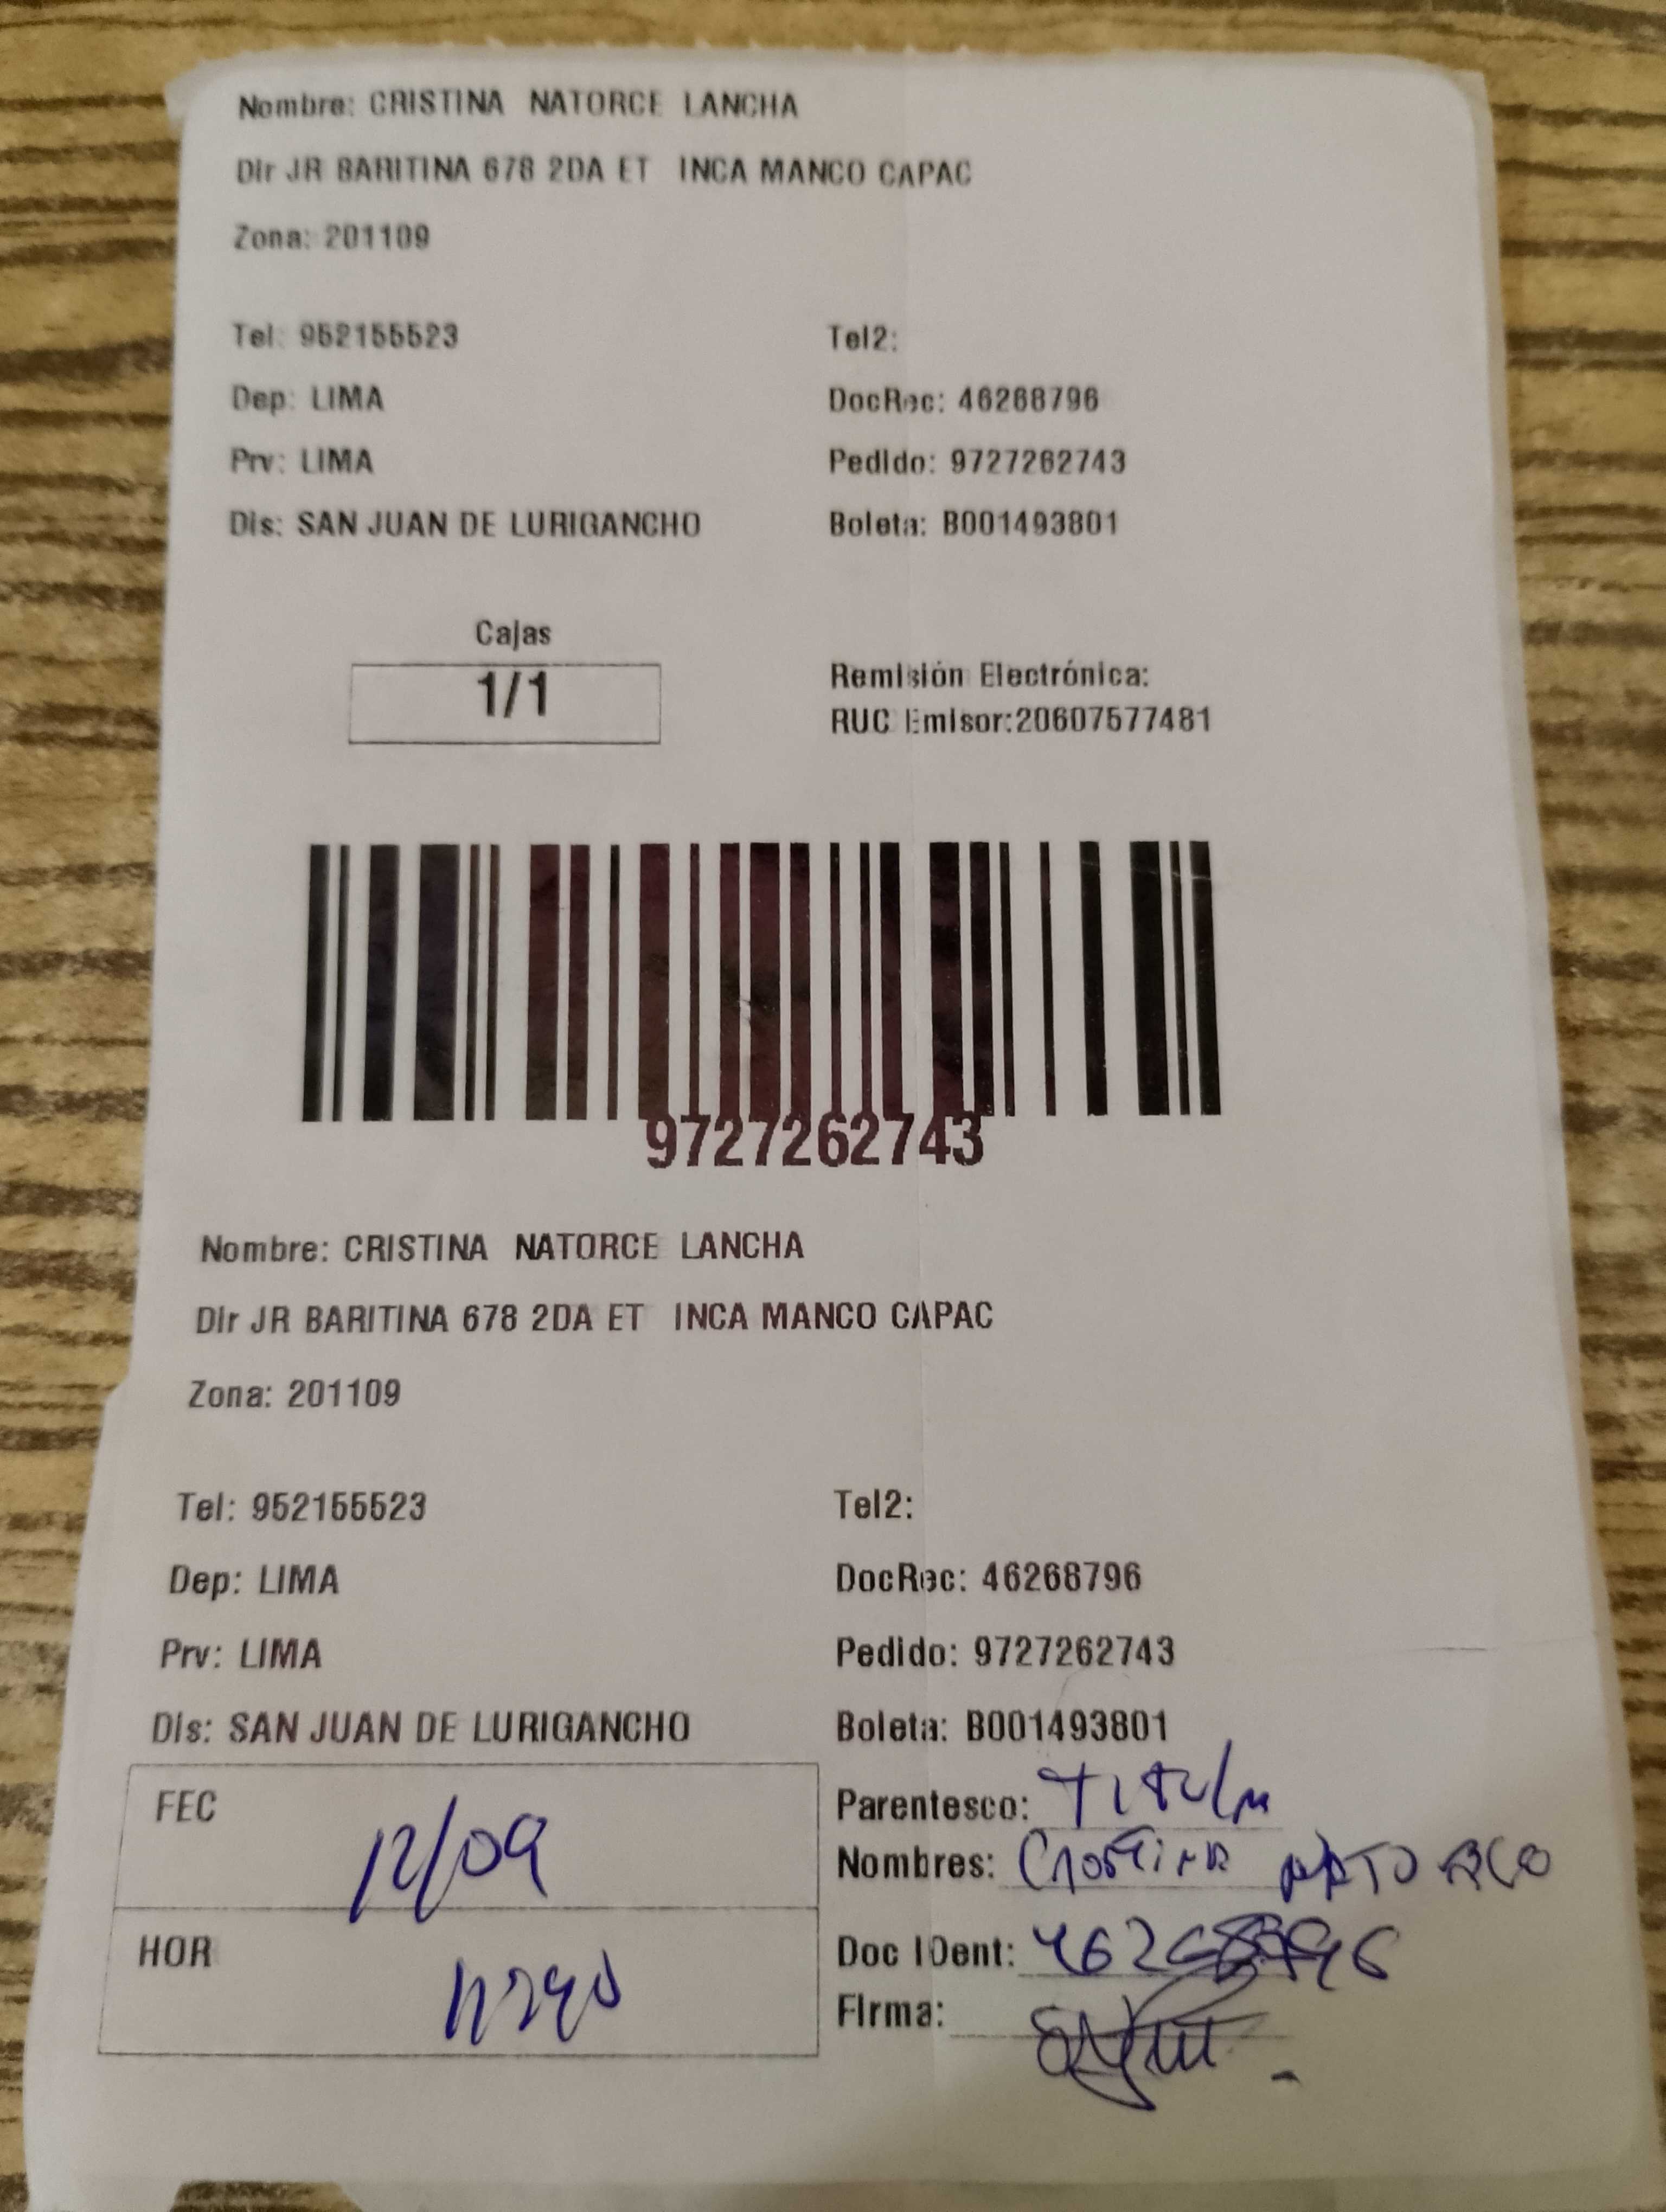 Nombre: CRISTINA NATORCE LANCHA
Dir JR BARITINA 678 2DA ET INCA MANCO CAPAC
Zona: 201109
Tel: 952155523 Tel2:
Dep: LIMA DocRec: 46268796
Prv: LIMA Pedido: 9727262743
Dis: SAN JUAN DE LURIGANCHO Boleta: B001493801
Cajas
1/1
Remisión Electrónica:
RUC Emisor:20607577481
9727262743
Nombre: CRISTINA NATORCE LANCHA
Dir JR BARITINA 678 2DA ET INCA MANCO CAPAC
Zona: 201109
Tel: 952155523 Tel2:
Dep: LIMA DocRec: 46268796
Prv: LIMA Pedido: 9727262743
Dis: SAN JUAN DE LURIGANCHO Boleta: B001493801
FEC 12/09
Parentesco:
Nombres: Cristina
HOR
Doc IDent: 46268796
Firma: